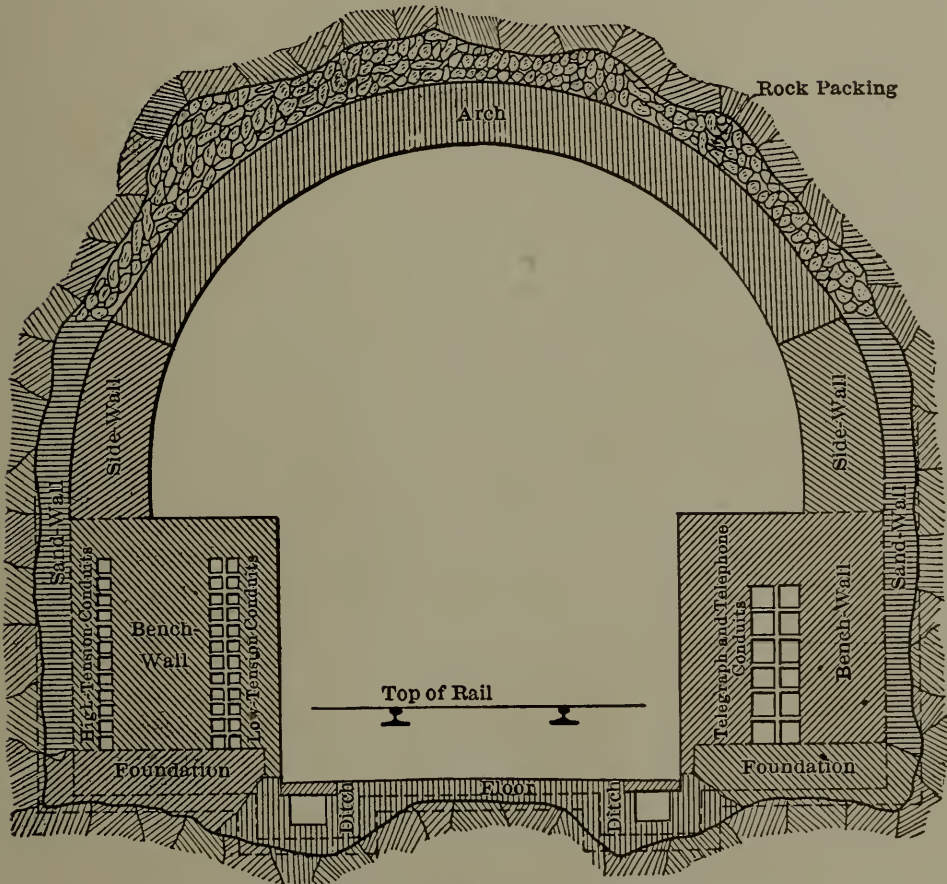 Rock Packing
Arch
Side-Wall
Side-Wall
Sand-Wall
Sand-Wall
High-Tension Conduits
Bench-
Wall
Low-Tension Conduits
Telegraph and Telephone
Conduits
Bench-Wall
Top of Rail
Foundation
Foundation
Ditch
Floor
Ditch